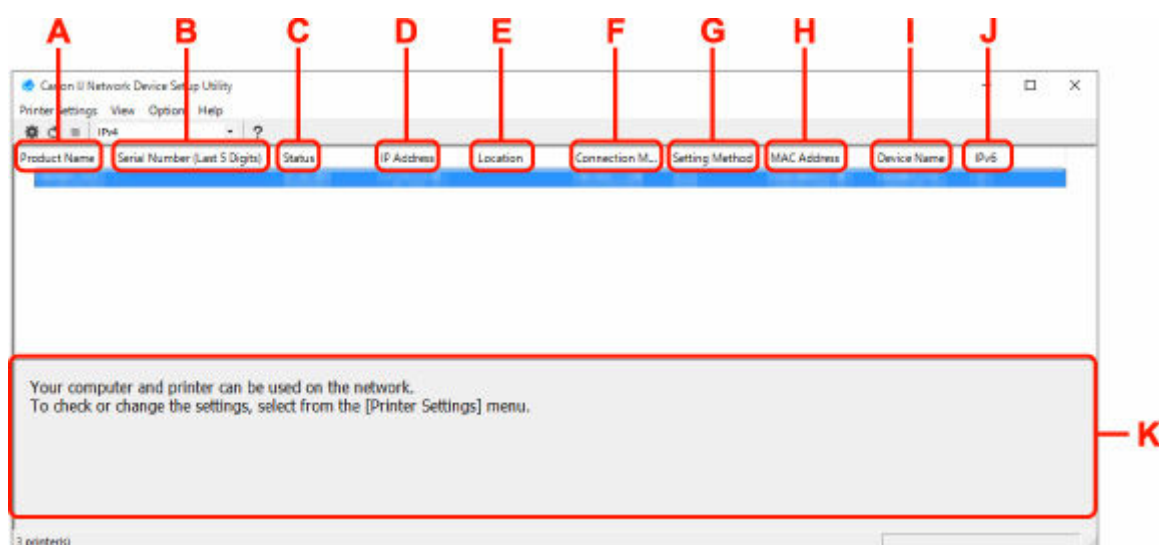 A B C D E F G H I J
Canon IJ Network Device Setup Utility
Printer Settings View Option Help
IPv4 ?
Product Name Serial Number (Last 5 Digits) Status IP Address Location Connection M... Setting Method MAC Address Device Name IPv6
Your computer and printer can be used on the network.
To check or change the settings, select from the [Printer Settings] menu.
K
3 printer(s)